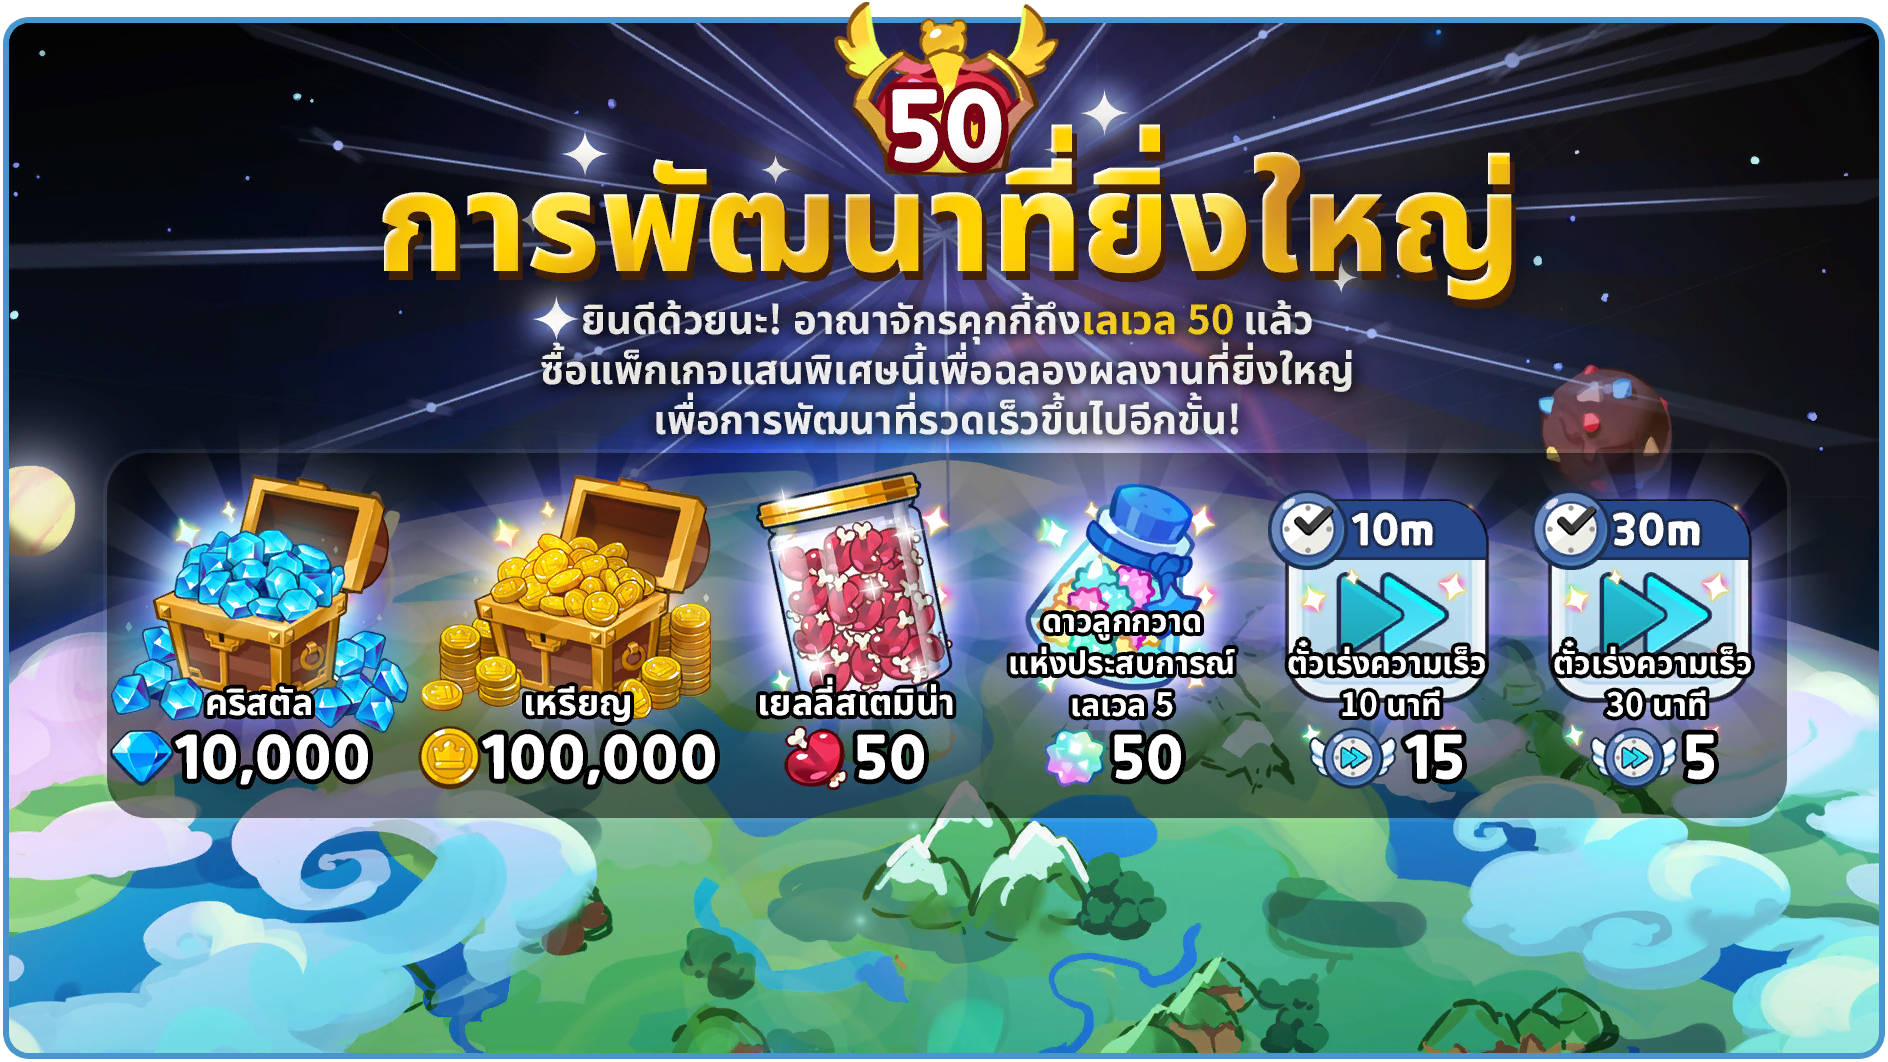 50
การพัฒนาที่ยิ่งใหญ่
ยินดีด้วยนะ! อาณาจักรคุกกี้ถึงเลเวล 50 แล้ว
ซื้อแพ็กเกจแสนพิเศษนี้เพื่อฉลองผลงานที่ยิ่งใหญ่
เพื่อการพัฒนาที่รวดเร็วขึ้นไปอีกขั้น!
คริสตัล
10,000
เหรียญ
100,000
เยลลี่สเตมิน่า
50
ดาวลูกกวาด
แห่งประสบการณ์
เลเวล 5
50
10m
ตั๋วเร่งความเร็ว
10 นาที
15
30m
ตั๋วเร่งความเร็ว
30 นาที
5